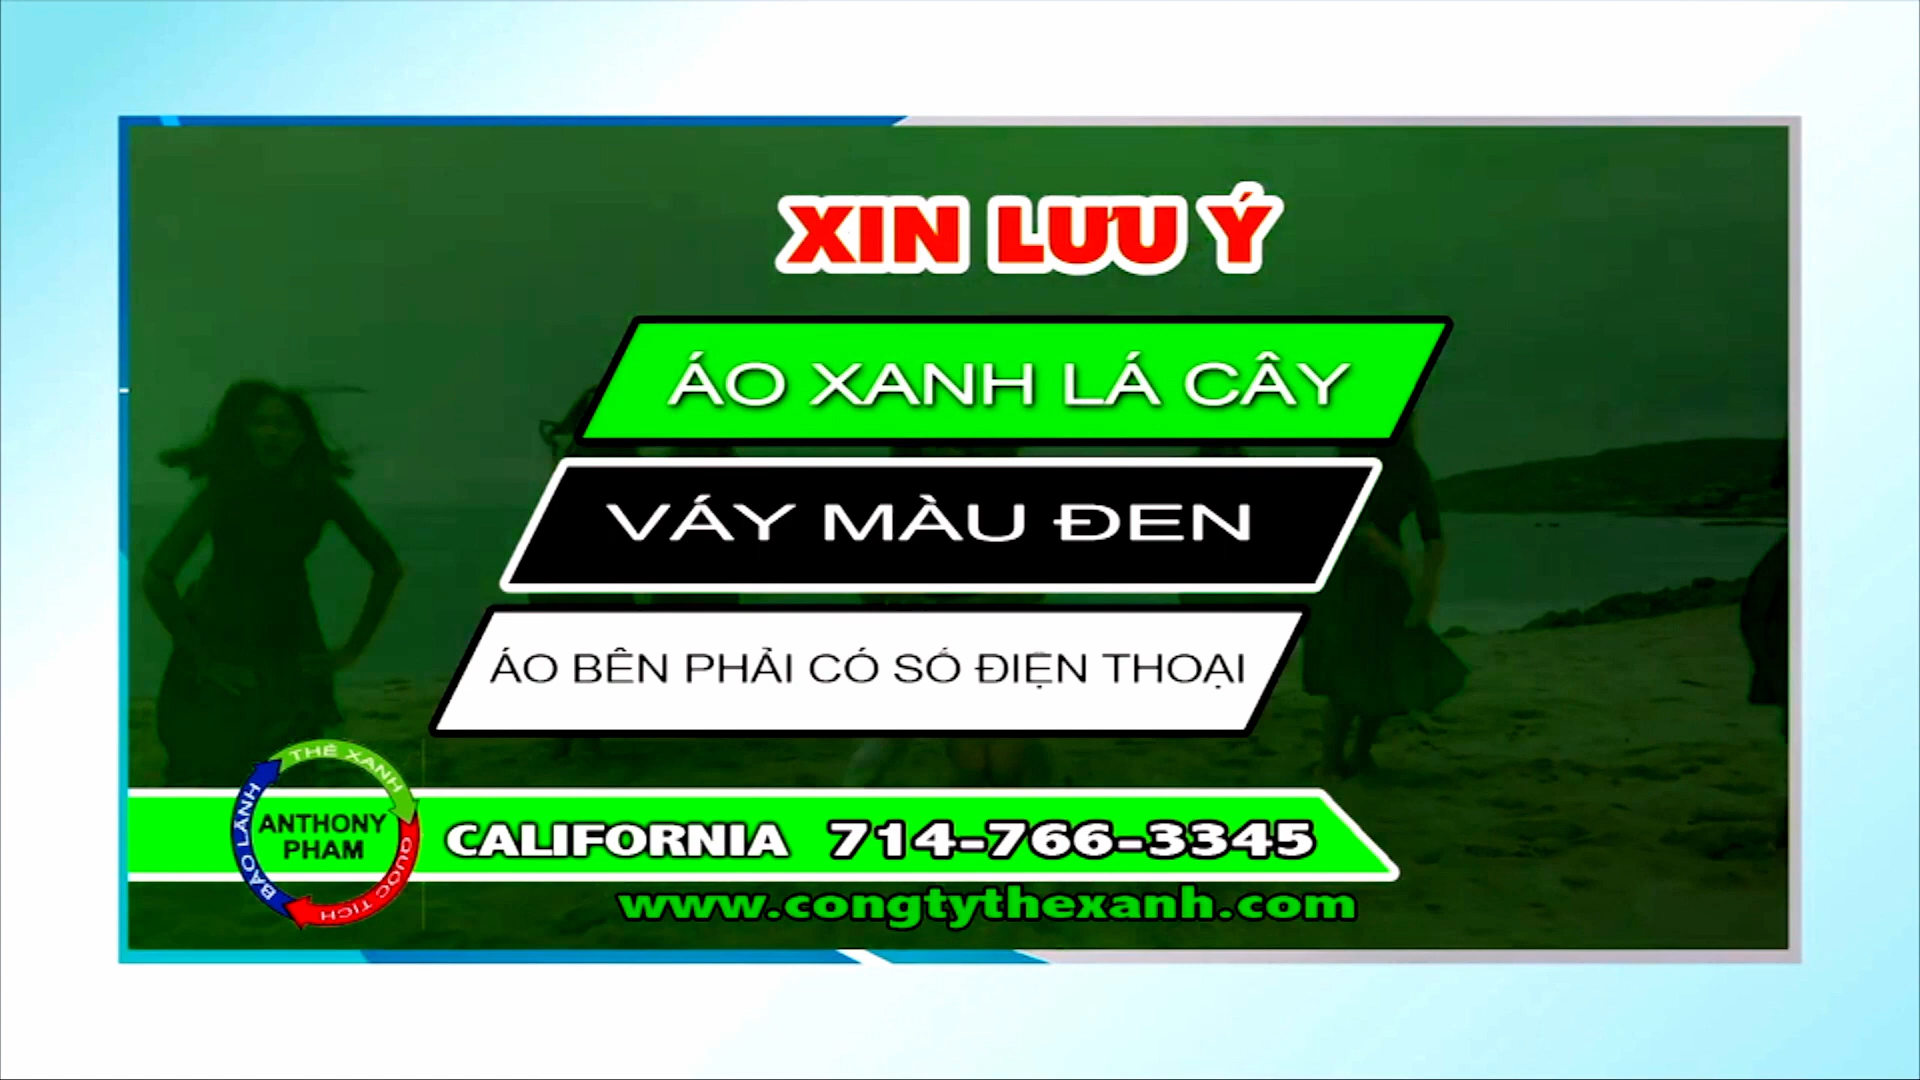 XIN LƯU Ý
ÁO XANH LÁ CÂY
VÁY MÀU ĐEN
ÁO BÊN PHẢI CÓ SỐ ĐIỆN THOẠI
THẺ XANH
QUỐC TỊCH
BẢO LÃNH
ANTHONY
PHAM
CALIFORNIA 714-766-3345
www.congtythexanh.com